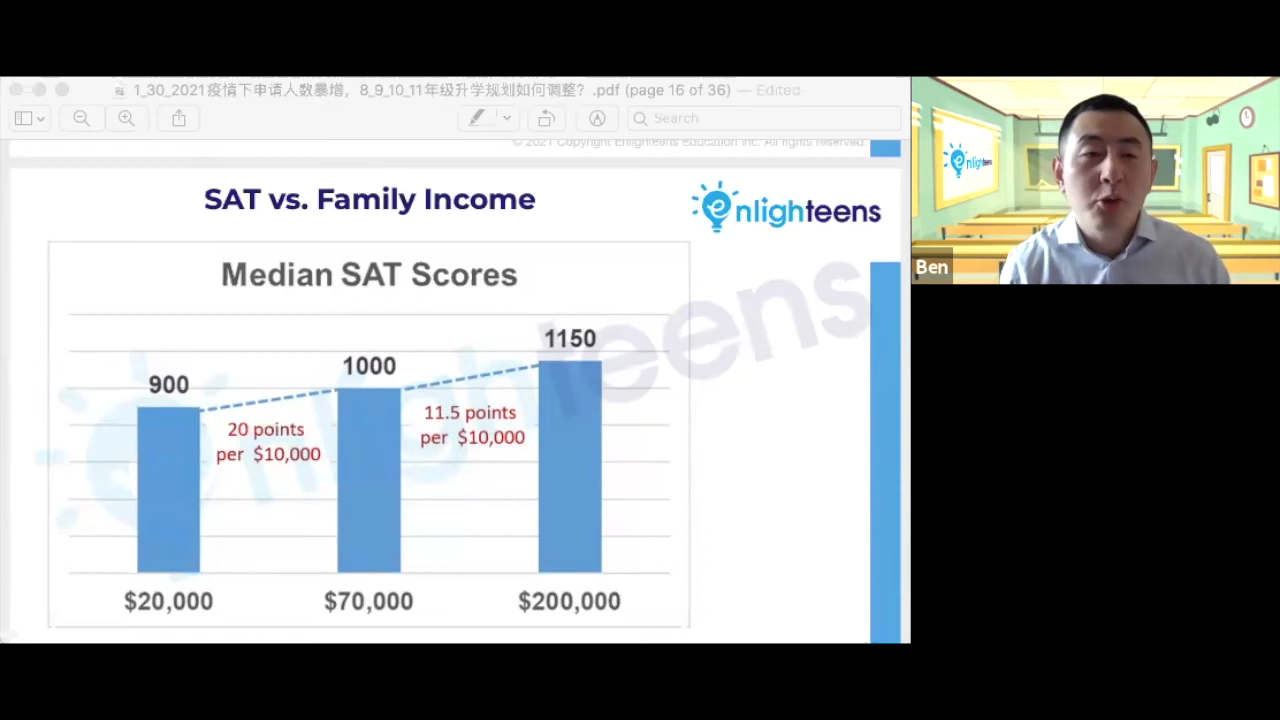 1_30_2021疫情下申请人数暴增，8_9_10_11年级升学规划如何调整？.pdf (page 16 of 36) — Edited
Search
© 2021 Copyright Enlighteens Education Inc. All rights reserved.
SAT vs. Family Income
enlighteens
Median SAT Scores
enlighteens
900
1000
1150
20 points
per $10,000
11.5 points
per $10,000
$20,000
$70,000
$200,000
enlighteens
Ben